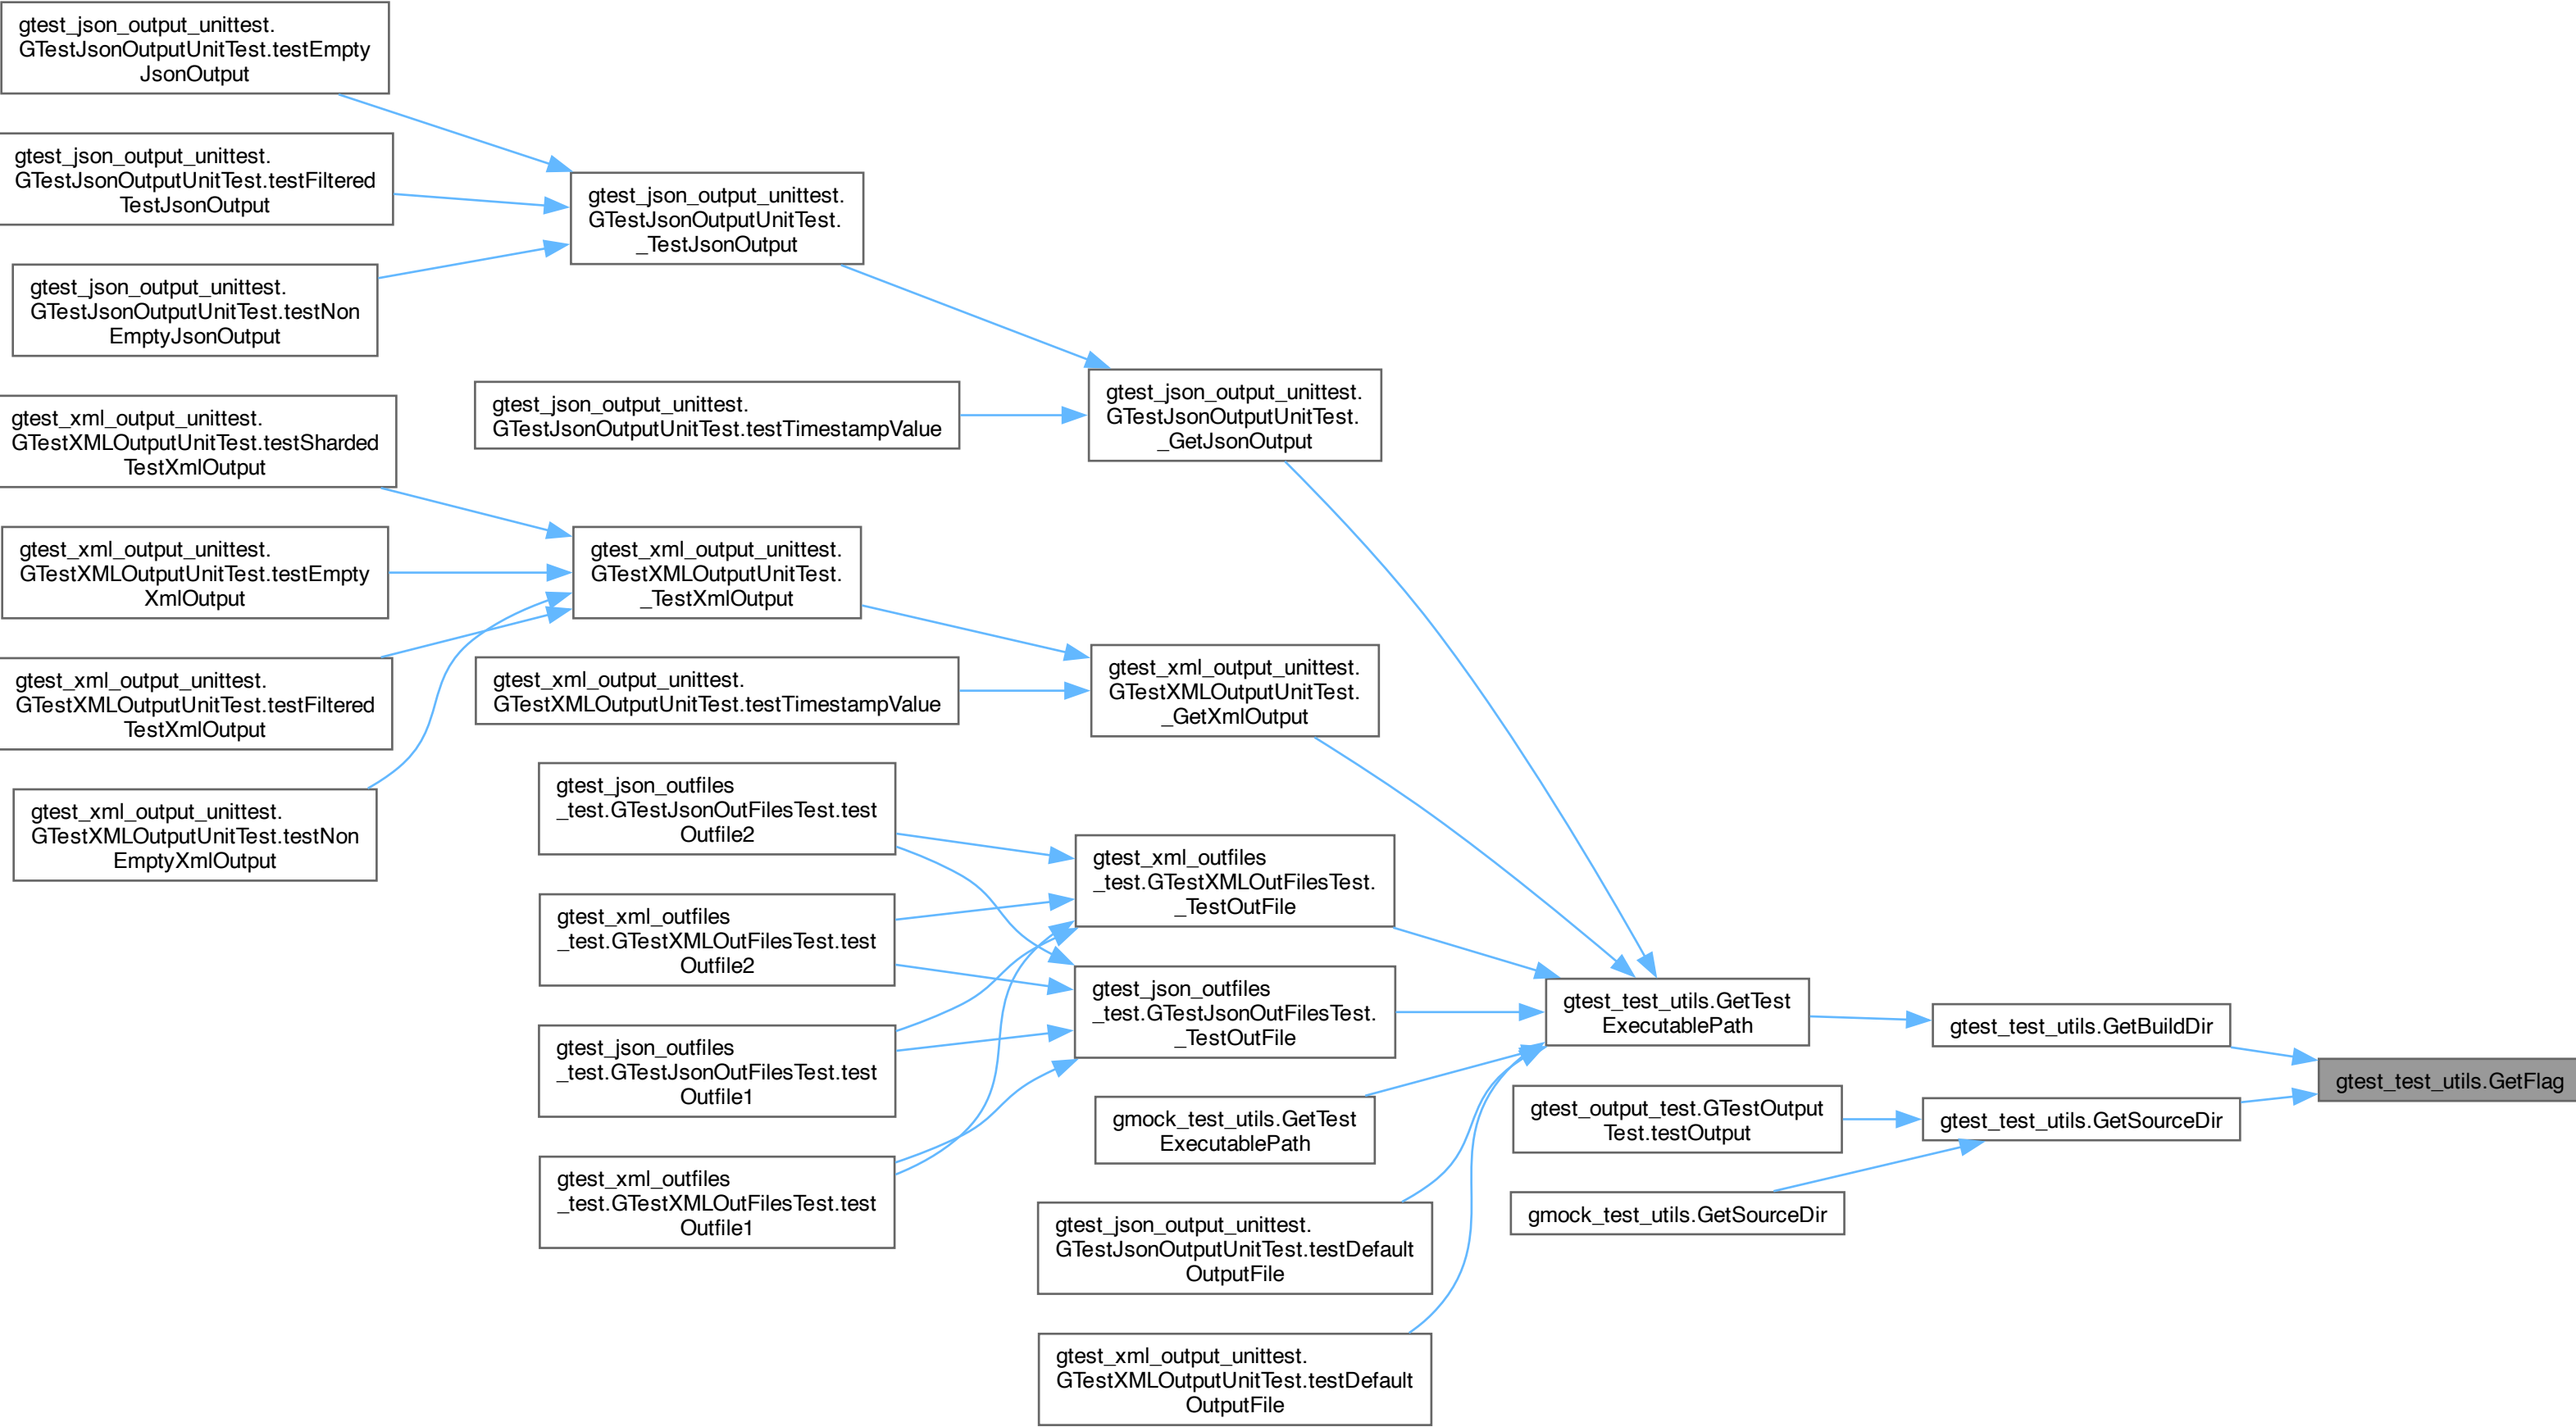 gtest_json_output_unittest.
GTestJsonOutputUnitTest.testEmpty
JsonOutput
gtest_json_output_unittest.
GTestJsonOutputUnitTest.testFiltered
TestJsonOutput
gtest_json_output_unittest.
GTestJsonOutputUnitTest.testNon
EmptyJsonOutput
gtest_xml_output_unittest.
GTestXMLOutputUnitTest.testSharded
TestXmlOutput
gtest_xml_output_unittest.
GTestXMLOutputUnitTest.testEmpty
XmlOutput
gtest_xml_output_unittest.
GTestXMLOutputUnitTest.testFiltered
TestXmlOutput
gtest_xml_output_unittest.
GTestXMLOutputUnitTest.testNon
EmptyXmlOutput
gtest_json_output_unittest.
GTestJsonOutputUnitTest.
_TestJsonOutput
gtest_json_output_unittest.
GTestJsonOutputUnitTest.testTimestampValue
gtest_xml_output_unittest.
GTestXMLOutputUnitTest.
_TestXmlOutput
gtest_xml_output_unittest.
GTestXMLOutputUnitTest.testTimestampValue
gtest_json_outfiles
_test.GTestJsonOutFilesTest.test
Outfile2
gtest_xml_outfiles
_test.GTestXMLOutFilesTest.test
Outfile2
gtest_json_outfiles
_test.GTestJsonOutFilesTest.test
Outfile1
gtest_xml_outfiles
_test.GTestXMLOutFilesTest.test
Outfile1
gtest_json_output_unittest.
GTestJsonOutputUnitTest.
_GetJsonOutput
gtest_xml_output_unittest.
GTestXMLOutputUnitTest.
_GetXmlOutput
gtest_xml_outfiles
_test.GTestXMLOutFilesTest.
_TestOutFile
gtest_json_outfiles
_test.GTestJsonOutFilesTest.
_TestOutFile
gmock_test_utils.GetTest
ExecutablePath
gtest_json_output_unittest.
GTestJsonOutputUnitTest.testDefault
OutputFile
gtest_xml_output_unittest.
GTestXMLOutputUnitTest.testDefault
OutputFile
gtest_test_utils.GetTest
ExecutablePath
gtest_output_test.GTestOutput
Test.testOutput
gmock_test_utils.GetSourceDir
gtest_test_utils.GetBuildDir
gtest_test_utils.GetSourceDir
gtest_test_utils.GetFlag